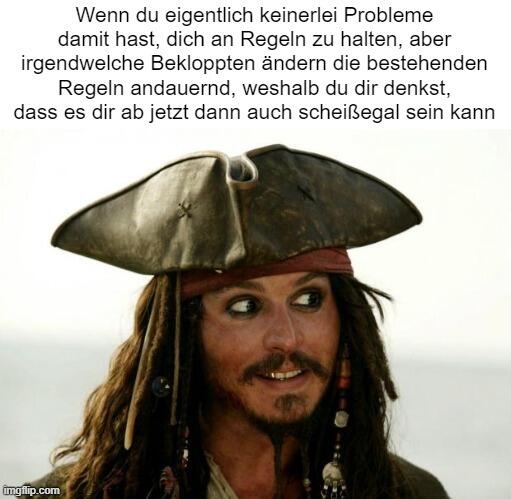 Wenn du eigentlich keinerlei Probleme
damit hast, dich an Regeln zu halten, aber
irgendwelche Bekloppten ändern die bestehenden
Regeln andauernd, weshalb du dir denkst,
dass es dir ab jetzt dann auch scheißegal sein kann
imgflip.com